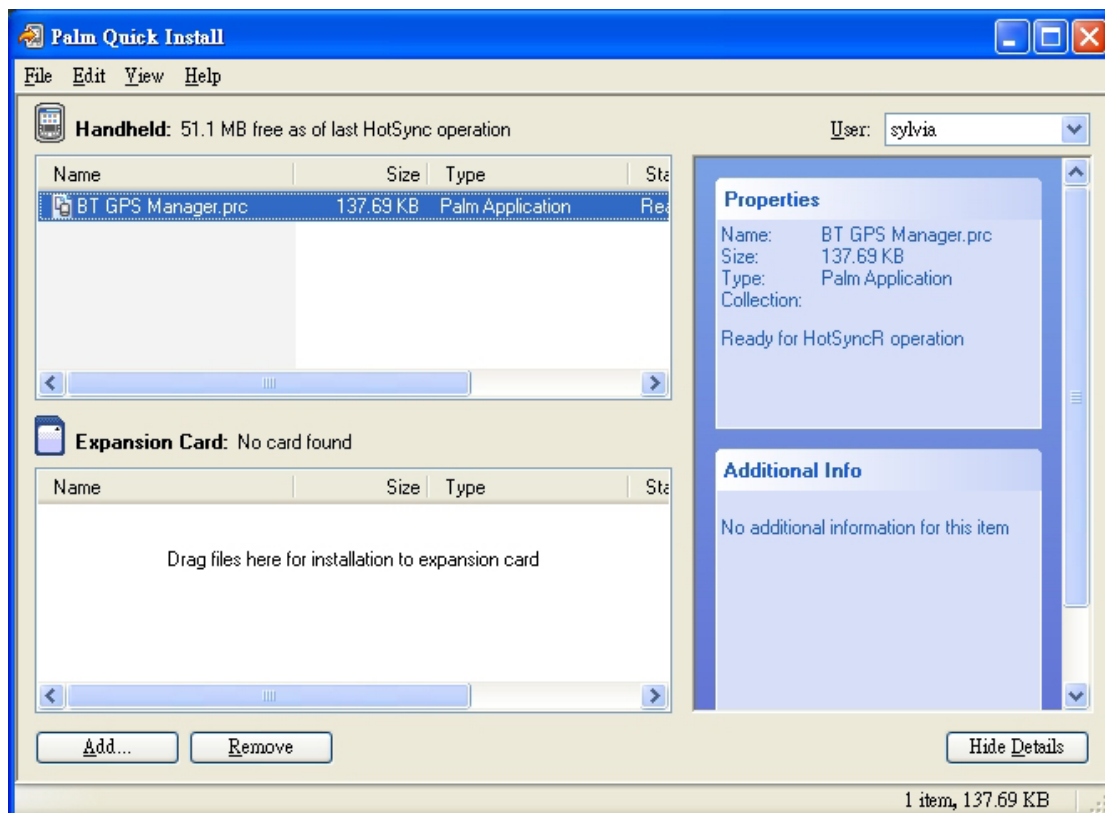 Palm Quick Install
File Edit View Help
Handheld: 51.1 MB free as of last HotSync operation
User: sylvia
Name Size Type Sta
BT GPS Manager.prc 137.69 KB Palm Application Rea
Properties
Name: BT GPS Manager.prc
Size: 137.69 KB
Type: Palm Application
Collection:
Ready for HotSyncR operation
Expansion Card: No card found
Name Size Type Sta
Drag files here for installation to expansion card
Additional Info
No additional information for this item
Add... Remove Hide Details
1 item, 137.69 KB